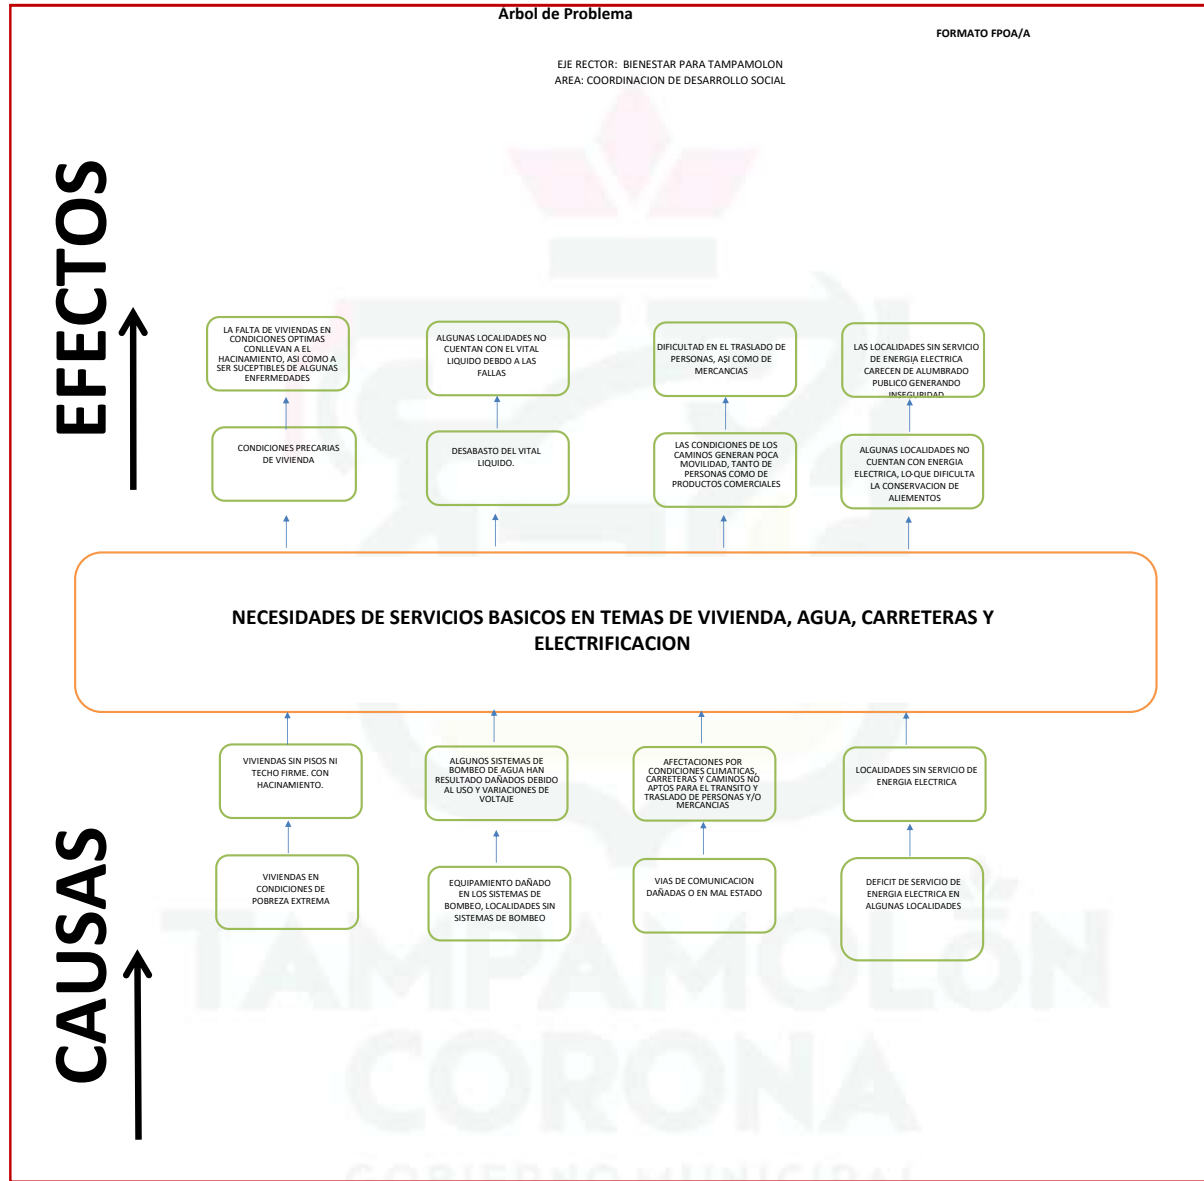 Arbol de Problema
FORMATO FPOA/A
EJE RECTOR:  BIENESTAR PARA TAMPAMOLON
AREA: COORDINACION DE DESARROLLO SOCIAL
EFECTOS
LA FALTA DE VIVIENDAS EN
CONDICIONES OPTIMAS
CONLLEVAN A EL
HACINAMIENTO, ASI COMO A
SER SUCEPTIBLES DE ALGUNAS
ENFERMEDADES
ALGUNAS LOCALIDADES NO
CUENTAN CON EL VITAL
LIQUIDO DEBDO A LAS
FALLAS
DIFICULTAD EN EL TRASLADO DE
PERSONAS, ASI COMO DE
MERCANCIAS
LAS LOCALIDADES SIN SERVICIO
DE ENERGIA ELECTRICA
CARECEN DE ALUMBRADO
PUBLICO GENERANDO
INSEGURIDAD
CONDICIONES PRECARIAS
DE VIVIENDA
DESABASTO DEL VITAL
LIQUIDO.
LAS CONDICIONES DE LOS
CAMINOS GENERAN POCA
MOVILIDAD, TANTO DE
PERSONAS COMO DE
PRODUCTOS COMERCIALES
ALGUNAS LOCALIDADES NO
CUENTAN CON ENERGIA
ELECTRICA, LO QUE DIFICULTA
LA CONSERVACION DE
ALIEMENTOS
NECESIDADES DE SERVICIOS BASICOS EN TEMAS DE VIVIENDA, AGUA, CARRETERAS Y
ELECTRIFICACION
CAUSAS
VIVIENDAS SIN PISOS NI
TECHO FIRME. CON
HACINAMIENTO.
ALGUNOS SISTEMAS DE
BOMBEO DE AGUA HAN
RESULTADO DAÑADOS DEBIDO
AL USO Y VARIACIONES DE
VOLTAJE
AFECTACIONES POR
CONDICIONES CLIMATICAS,
CARRETERAS Y CAMINOS NO
APTOS PARA EL TRANSITO Y
TRASLADO DE PERSONAS Y/O
MERCANCIAS
LOCALIDADES SIN SERVICIO DE
ENERGIA ELECTRICA
VIVIENDAS EN
CONDICIONES DE
POBREZA EXTREMA
EQUIPAMIENTO DAÑADO
EN LOS SISTEMAS DE
BOMBEO, LOCALIDADES SIN
SISTEMAS DE BOMBEO
VIAS DE COMUNICACION
DAÑADAS O EN MAL ESTADO
DEFICIT DE SERVICIO DE
ENERGIA ELECTRICA EN
ALGUNAS LOCALIDADES
TAMPAMOLÓN
CORONA
GOBIERNO MUNICIPAL